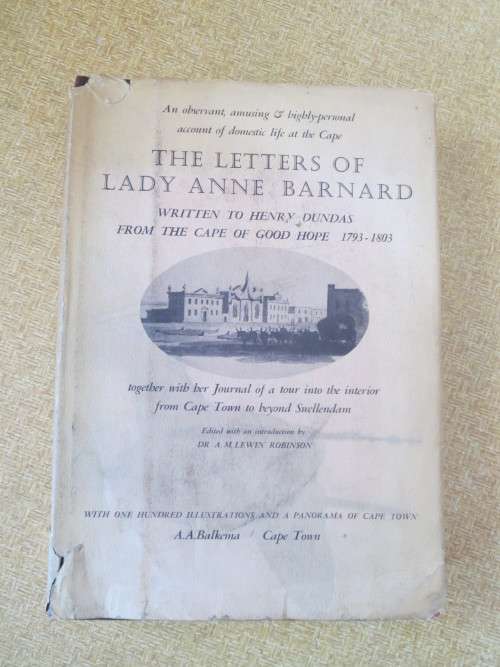 An observant, amusing & highly-personal
account of domestic life at the Cape
THE LETTERS OF
LADY ANNE BARNARD
WRITTEN TO HENRY DUNDAS
FROM THE CAPE OF GOOD HOPE 1793-1803
together with her Journal of a tour into the interior
from Cape Town to beyond Swellendam
Edited with an introduction by
DR A. M. LEWIN ROBINSON
WITH ONE HUNDRED ILLUSTRATIONS AND A PANORAMA OF CAPE TOWN
A.A.Balkema / Cape Town